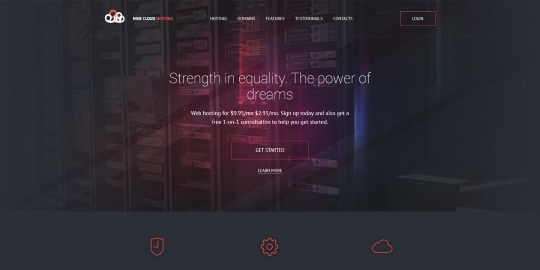 NINE CLOUD HOSTING
HOSTING DOMAINS FEATURES TESTIMONIALS CONTACTS
LOGIN
Strength in equality. The power of
dreams
Web hosting for $9.95/mo $2.95/mo. Sign up today and also get a
free 1-on-1 consultation to help you get started.
GET STARTED
LEARN MORE